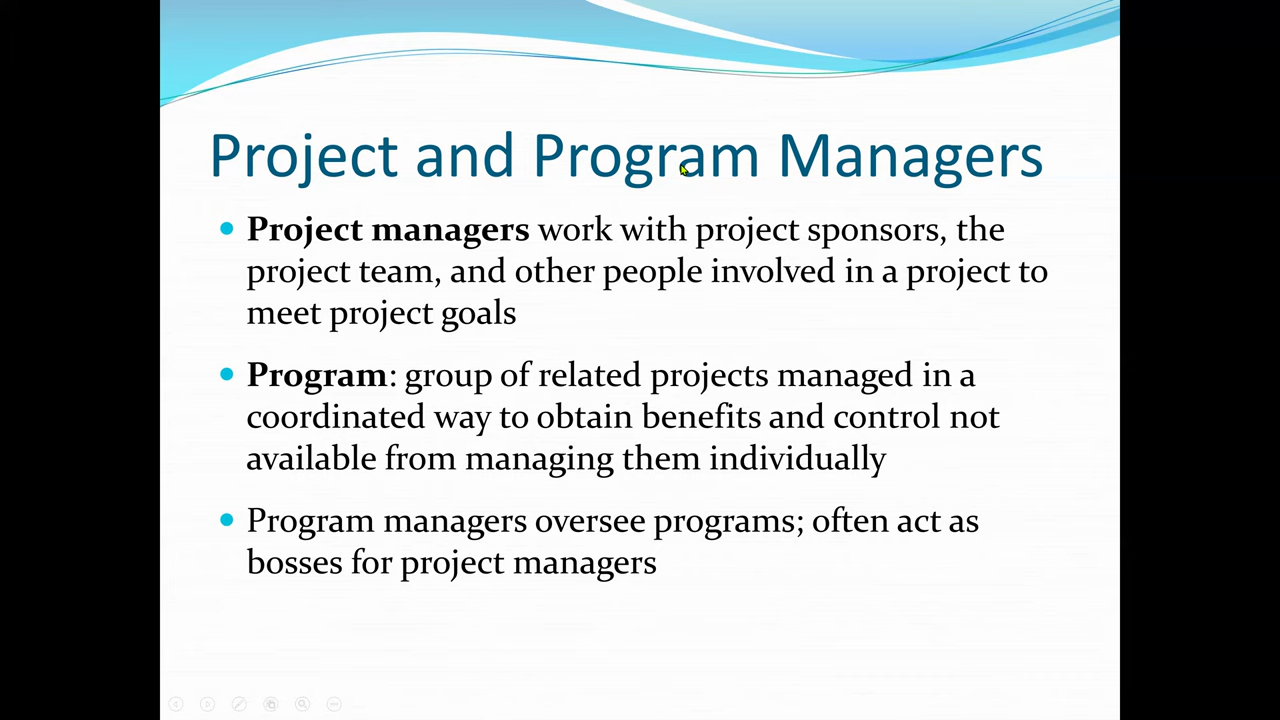 Project and Program Managers
Project managers work with project sponsors, the
project team, and other people involved in a project to
meet project goals
Program: group of related projects managed in a
coordinated way to obtain benefits and control not
available from managing them individually
Program managers oversee programs; often act as
bosses for project managers